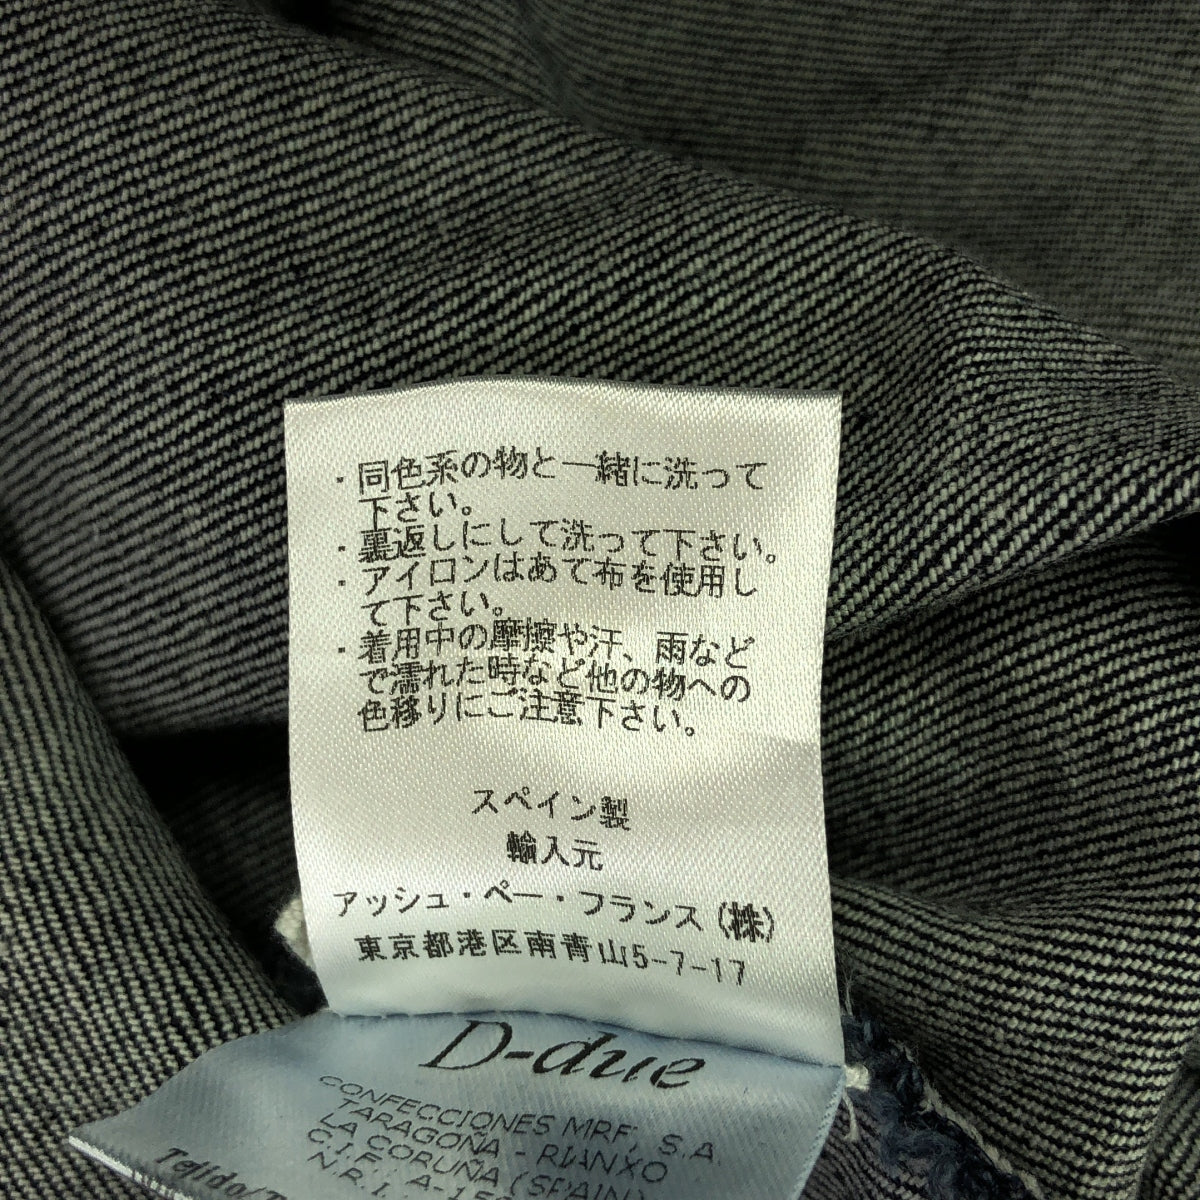 ・同色系の物と一緒に洗って
下さい。
・裏返しにして洗って下さい。
・アイロンはあて布を使用し
て下さい。
・着用中の摩擦や汗、雨など
で濡れた時など他の物への
色移りにご注意下さい。
スペイン製
輸入元
アッシュ・ペー・フランス(株)
東京都港区南青山5-7-17
D-due
CONFECCIONES MRF, S.A.
TARAGOÑA - RIANXO
LA CORUÑA (SPAIN)
C.I.F. A-15
N.R.I.
Tejido/